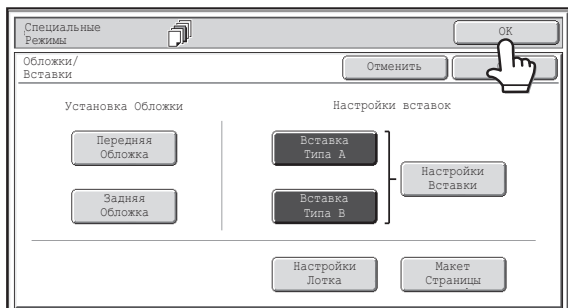 Специальные
Режимы
OK
Обложки/
Вставки
Отменить
Установка Обложки
Настройки вставок
Передняя
Обложка
Вставка
Типа A
Настройки
Вставки
Задняя
Обложка
Вставка
Типа B
Настройки
Лотка
Макет
Страницы